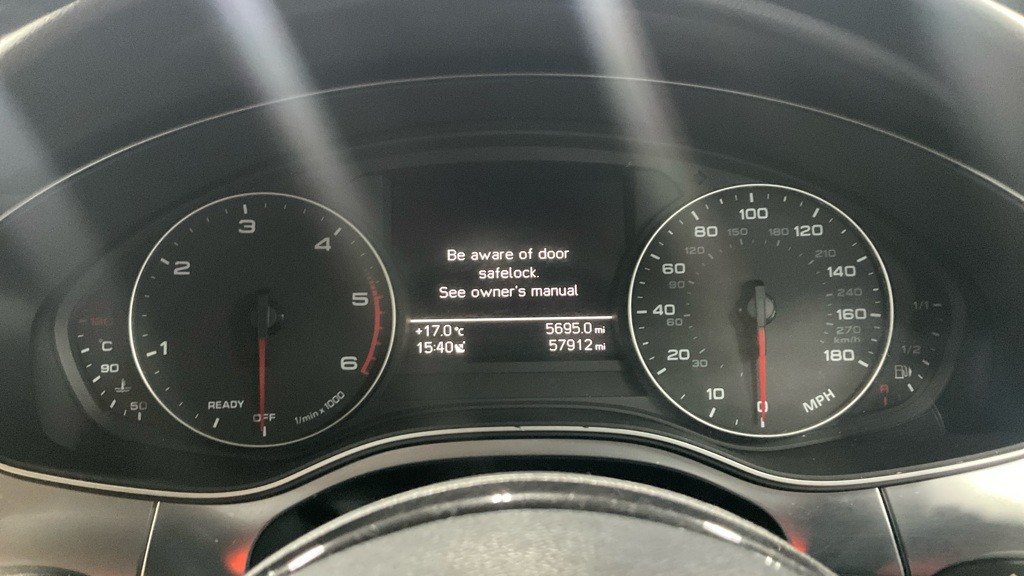 Be aware of door
safelock.
See owner's manual
+17.0°C 5695.0 mi
15:40 57912 mi
1
2
3
4
5
6
READY
OFF
1/min x 1000
130
°C
90
50
0
10
20
40
60
80
100
120
140
160
180
30
60
90
120
150
180
210
240
270
km/h
MPH
1/1
1/2
R